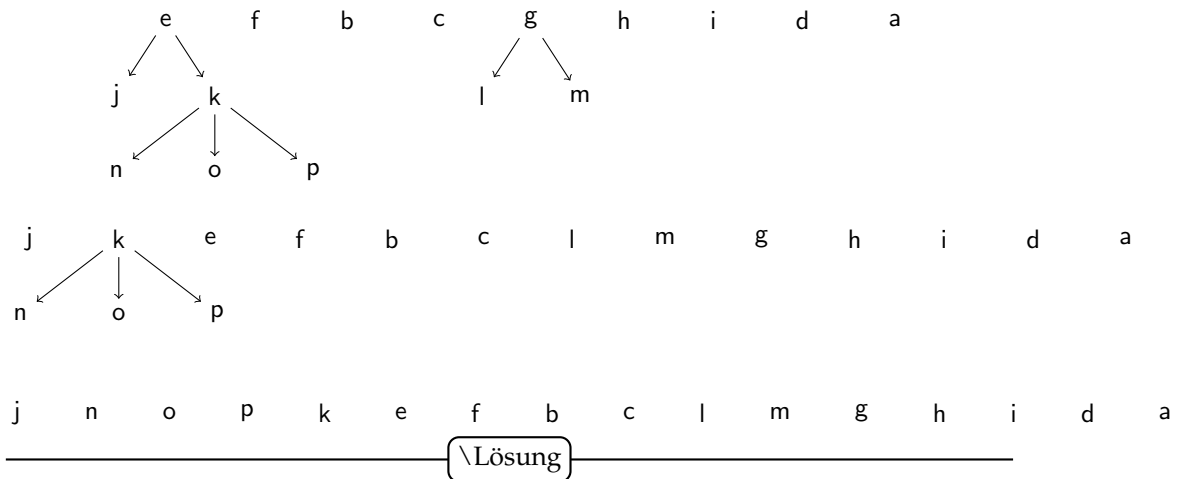 e f b c g h i d a
j k l m
n o p
j k e f b c l m g h i d a
n o p
j n o p k e f b c l m g h i d a
\Lösung